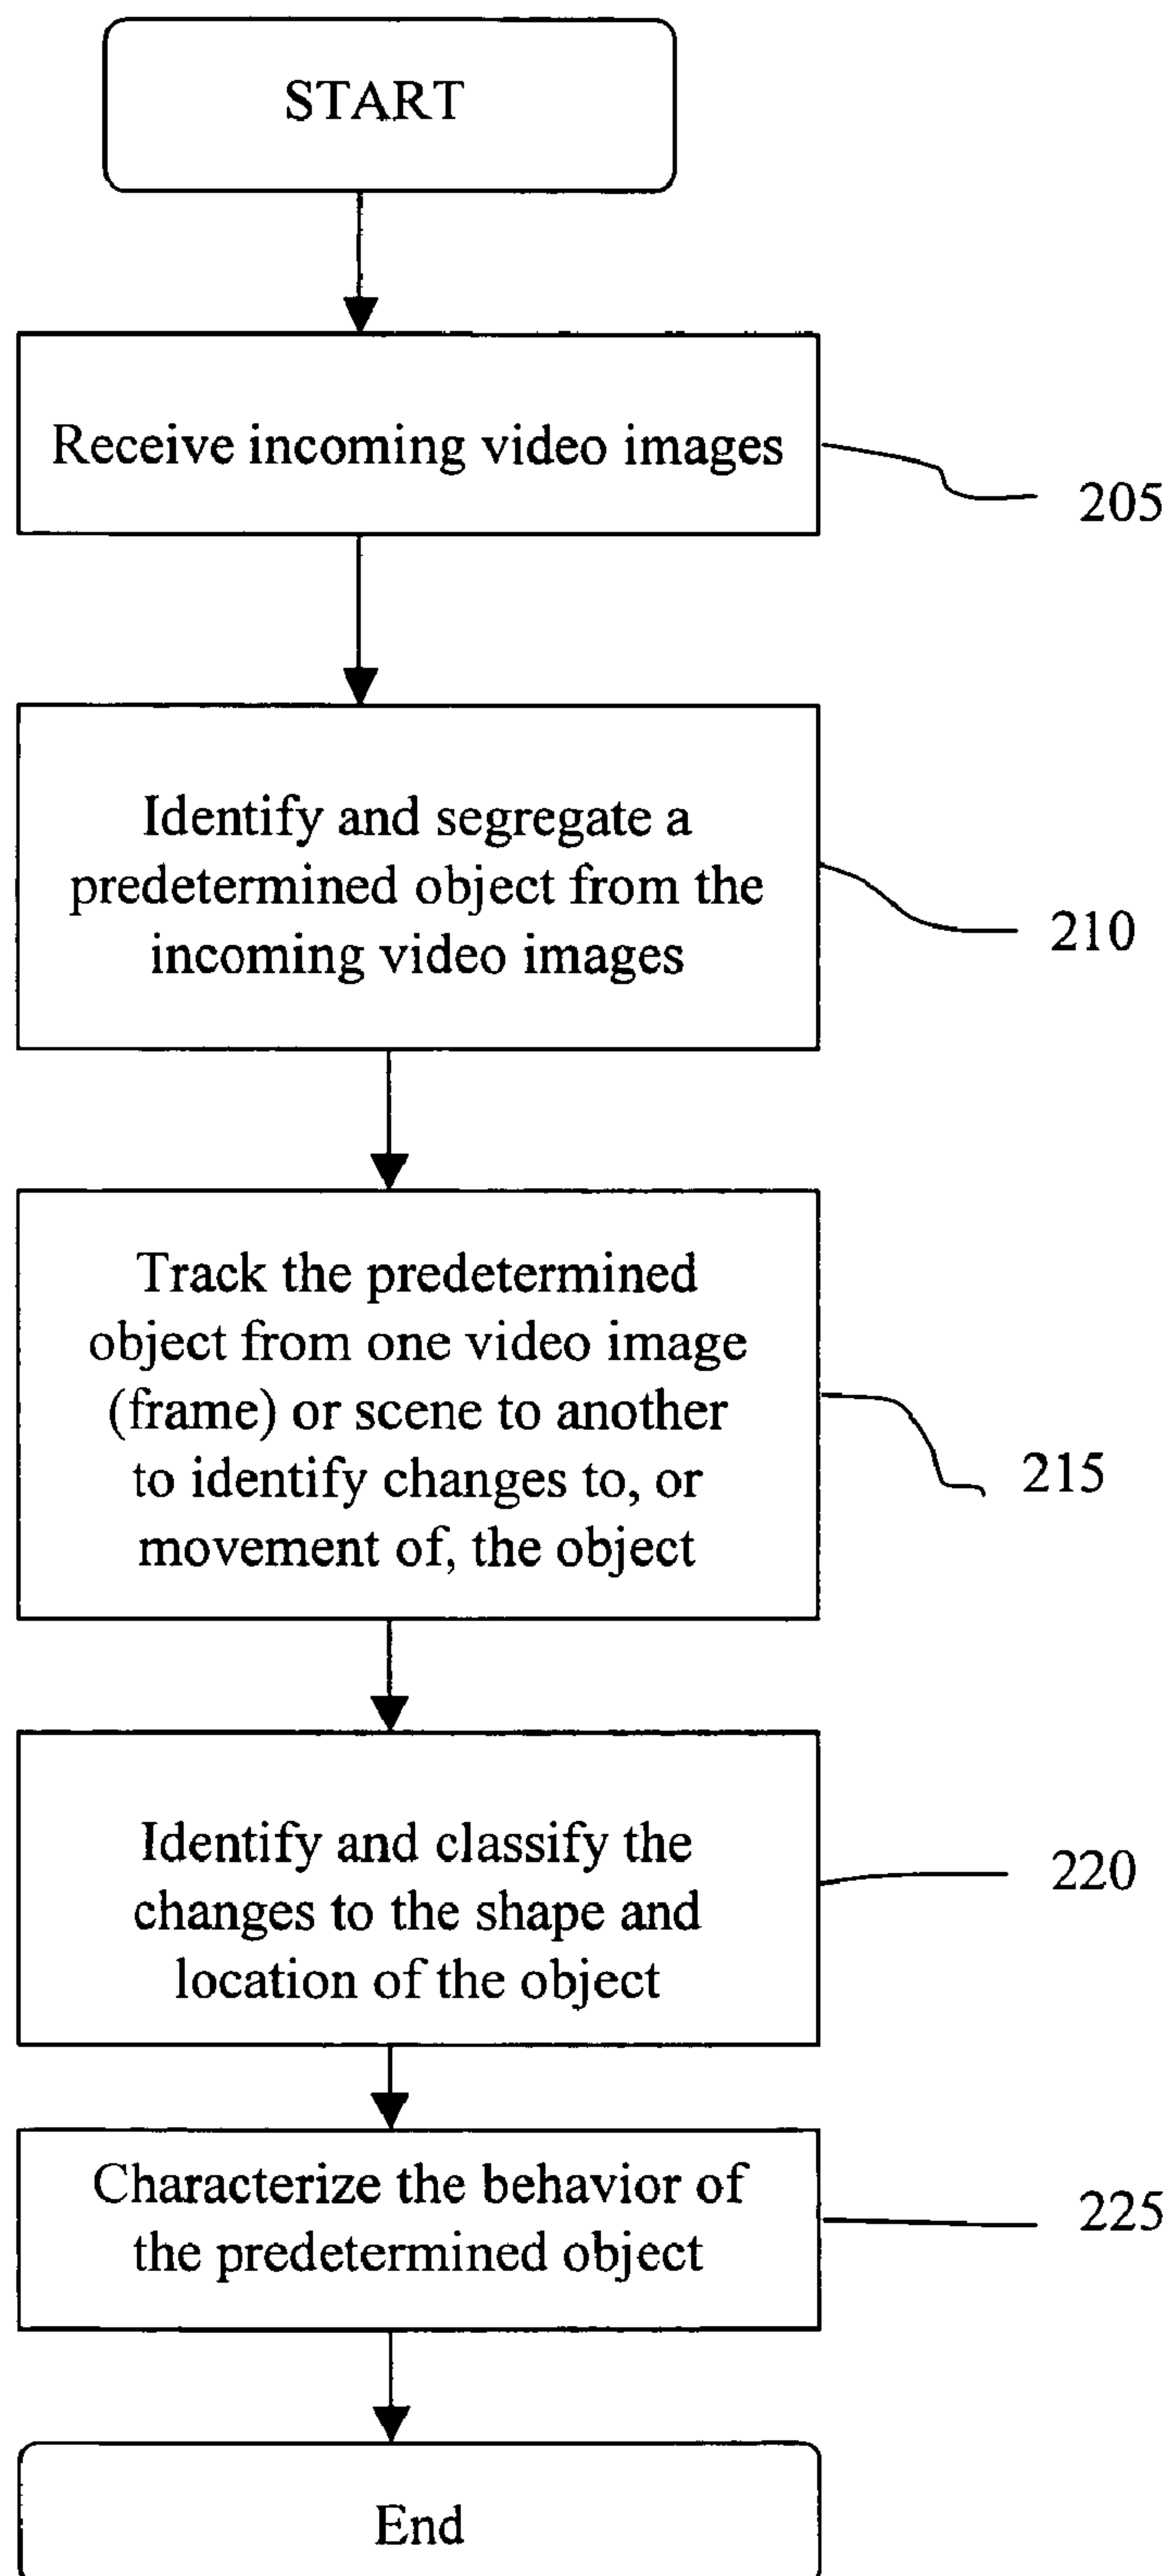 START
Receive incoming video images
205
Identify and segregate a
predetermined object from the
incoming video images
210
Track the predetermined
object from one video image
(frame) or scene to another
to identify changes to, or
movement of, the object
215
Identify and classify the
changes to the shape and
location of the object
220
Characterize the behavior of
the predetermined object
225
End